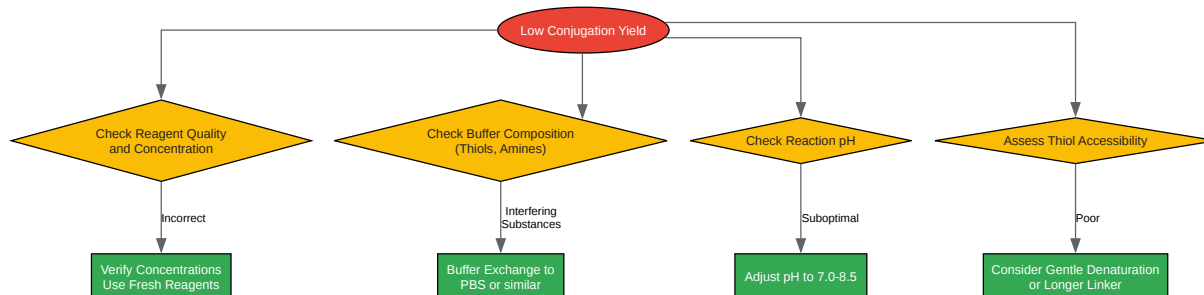 Low Conjugation Yield
Check Reagent Quality
and Concentration
Check Buffer Composition
(Thiols, Amines)
Check Reaction pH
Assess Thiol Accessibility
Incorrect
Interfering
Substances
Suboptimal
Poor
Verify Concentrations
Use Fresh Reagents
Buffer Exchange to
PBS or similar
Adjust pH to 7.0-8.5
Consider Gentle Denaturation
or Longer Linker